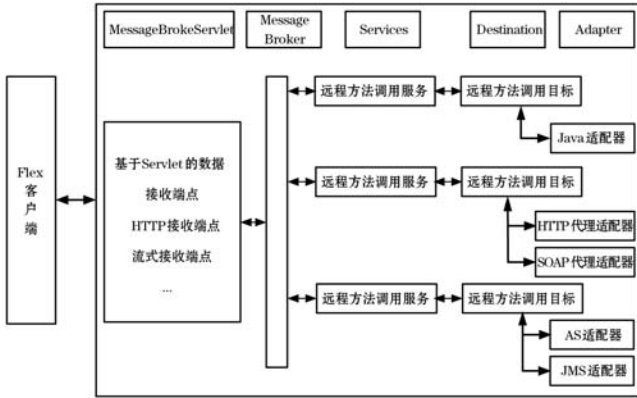 MessageBrokeServlet
Message
Broker
Services
Destination
Adapter
Flex
客
户
端
基于Servlet的数据
接收端点
HTTP接收端点
流式接收端点
...
远程方法调用服务
远程方法调用目标
Java适配器
远程方法调用服务
远程方法调用目标
HTTP代理适配器
SOAP代理适配器
远程方法调用服务
远程方法调用目标
AS适配器
JMS适配器